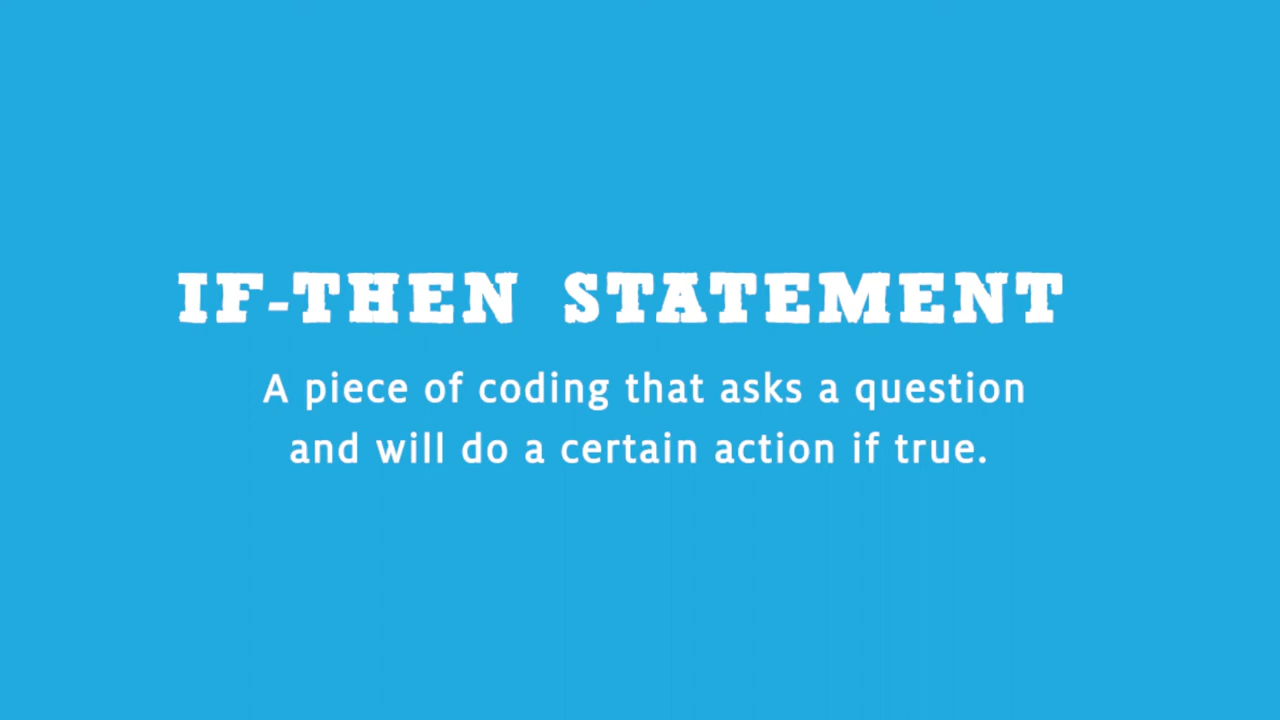 IF-THEN STATEMENT
A piece of coding that asks a question
and will do a certain action if true.